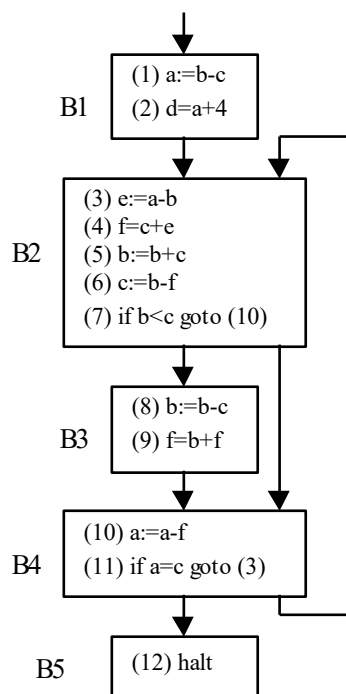 (1) a:=b-c
B1
(2) d=a+4
(3) e:=a-b
(4) f=c+e
B2
(5) b:=b+c
(6) c:=b-f
(7) if b<c goto (10)
(8) b:=b-c
B3
(9) f=b+f
(10) a:=a-f
B4
(11) if a=c goto (3)
B5
(12) halt